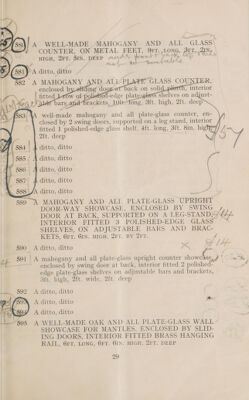 580 A WELL-MADE MAHOGANY AND ALL GLASS
COUNTER, ON METAL FEET, 9FT. LONG, 3FT. 2IN.
HIGH, 2FT. 8IN. DEEP
581 A ditto, ditto
582 A MAHOGANY AND ALL PLATE GLASS COUNTER,
enclosed by sliding door at back on solid plinth, interior
fitted 1 row of polished-edge plate-glass shelves on adjust-
able bars and brackets, 10ft. long, 3ft. high, 2ft. deep
583 A well-made mahogany and all plate-glass counter, en-
closed by 2 swing doors, supported on a leg stand, interior
fitted 1 polished-edge glass shelf, 4ft. long, 3ft. 8in. high,
2ft. deep
584 A ditto, ditto
585 A ditto, ditto
586 A ditto, ditto
587 A ditto, ditto
588 A ditto, ditto
589 A MAHOGANY AND ALL PLATE-GLASS UPRIGHT
DOOR-WAY SHOWCASE, ENCLOSED BY SWING
DOOR AT BACK, SUPPORTED ON A LEG-STAND,
INTERIOR FITTED 3 POLISHED-EDGE GLASS
SHELVES, ON ADJUSTABLE BARS AND BRAC-
KETS, 6FT. 6IN. HIGH, 2FT. BY 2FT.
590 A ditto, ditto
591 A mahogany and all plate-glass upright counter showcase,
enclosed by swing door at back, interior fitted 2 polished-
edge plate-glass shelves on adjustable bars and brackets,
3ft. high, 2ft. wide, 2ft. deep
592 A ditto, ditto
593 A ditto, ditto
594 A ditto, ditto
595 A WELL-MADE OAK AND ALL PLATE-GLASS WALL
SHOWCASE FOR MANTLES, ENCLOSED BY SLID-
ING DOORS, INTERIOR FITTED BRASS HANGING
RAIL, 6FT. LONG, 6FT. 6IN. HIGH, 2FT. DEEP
29